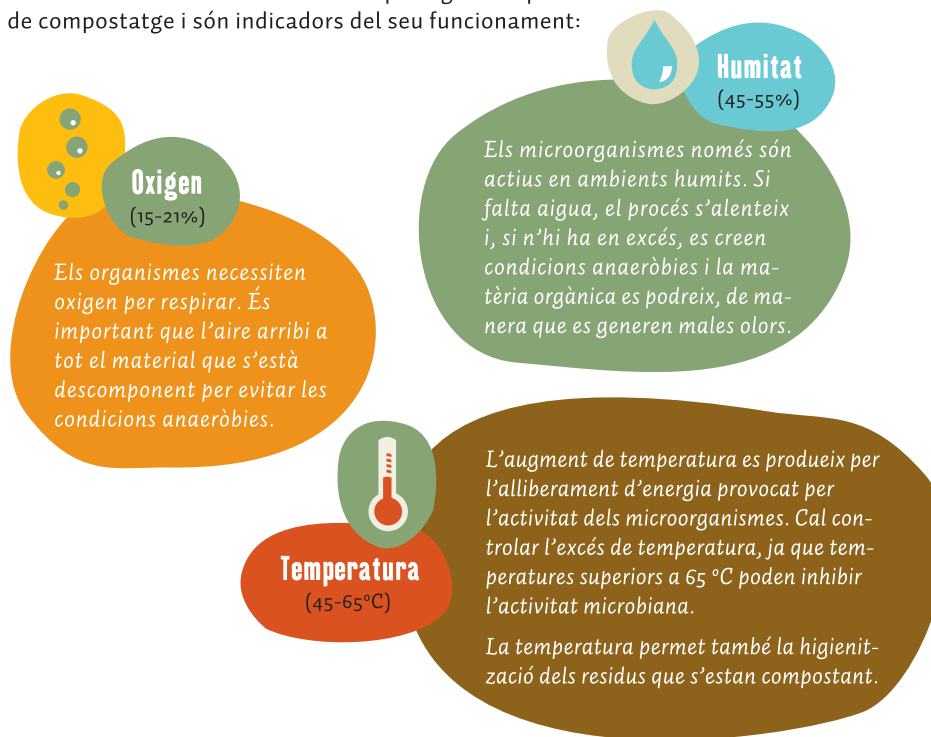 de compostatge i són indicadors del seu funcionament:
Humitat
(45-55%)
Els microorganismes només són
actius en ambients humits. Si
falta aigua, el procés s’alenteix
i, si n’hi ha en excés, es creen
condicions anaeròbies i la ma-
tèria orgànica es podreix, de ma-
nera que es generen males olors.
Oxigen
(15-21%)
Els organismes necessiten
oxigen per respirar. És
important que l’aire arribi a
tot el material que s’està
descomponent per evitar les
condicions anaeròbies.
Temperatura
(45-65ºC)
L’augment de temperatura es produeix per
l’alliberament d’energia provocat per
l’activitat dels microorganismes. Cal con-
trolar l’excés de temperatura, ja que tem-
peratures superiors a 65 ºC poden inhibir
l’activitat microbiana.
La temperatura permet també la higienit-
zació dels residus que s’estan compostant.